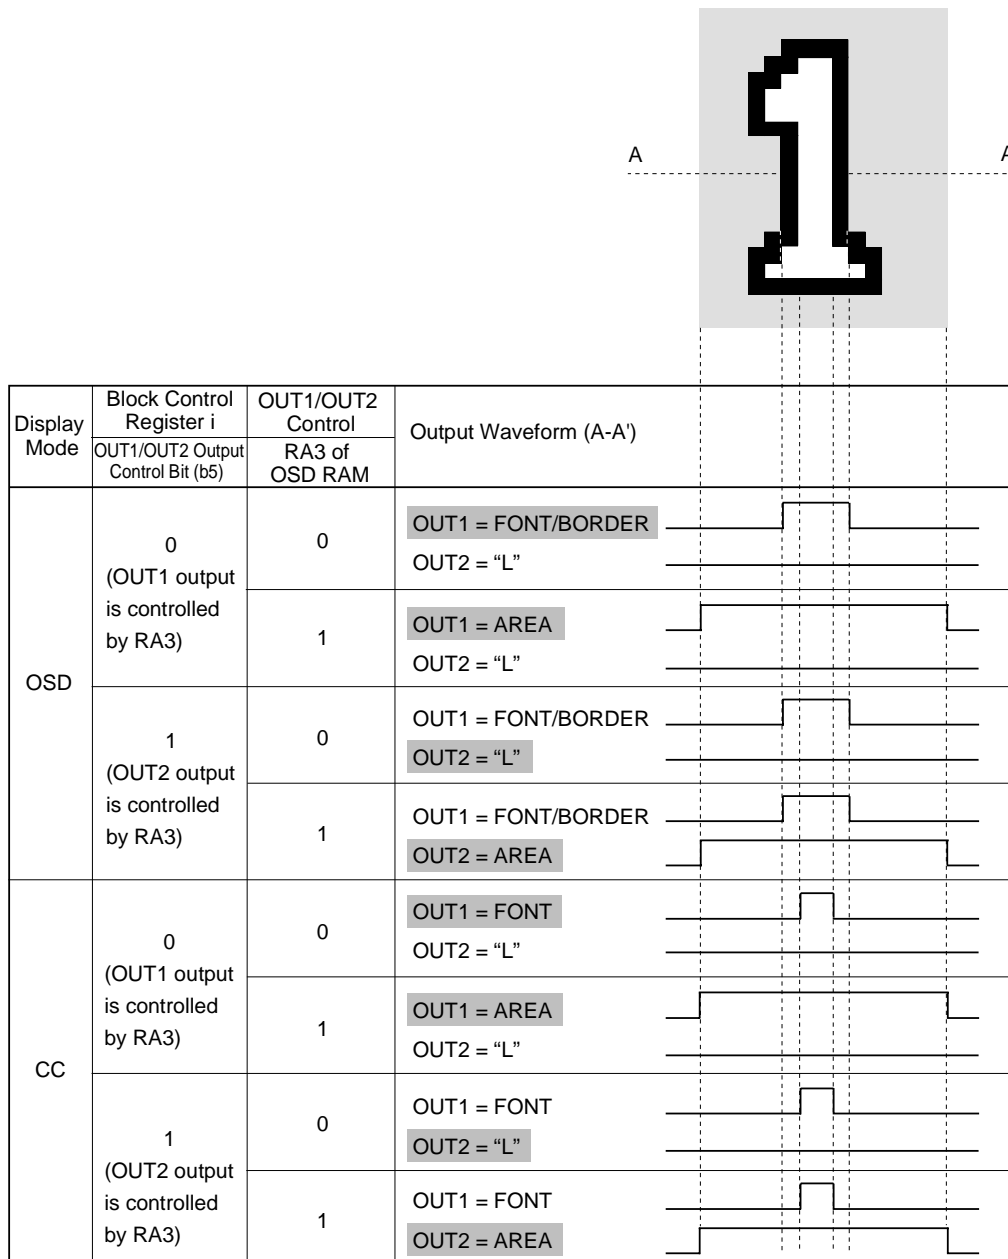 A
A
Display
Mode
Block Control
Register i
OUT1/OUT2 Output
Control Bit (b5)
OUT1/OUT2
Control
RA3 of
OSD RAM
Output Waveform (A-A')
OSD
0
(OUT1 output
is controlled
by RA3)
0
OUT1 = FONT/BORDER
OUT2 = “L”
1
OUT1 = AREA
OUT2 = “L”
1
(OUT2 output
is controlled
by RA3)
0
OUT1 = FONT/BORDER
OUT2 = “L”
1
OUT1 = FONT/BORDER
OUT2 = AREA
CC
0
(OUT1 output
is controlled
by RA3)
0
OUT1 = FONT
OUT2 = “L”
1
OUT1 = AREA
OUT2 = “L”
1
(OUT2 output
is controlled
by RA3)
0
OUT1 = FONT
OUT2 = “L”
1
OUT1 = FONT
OUT2 = AREA